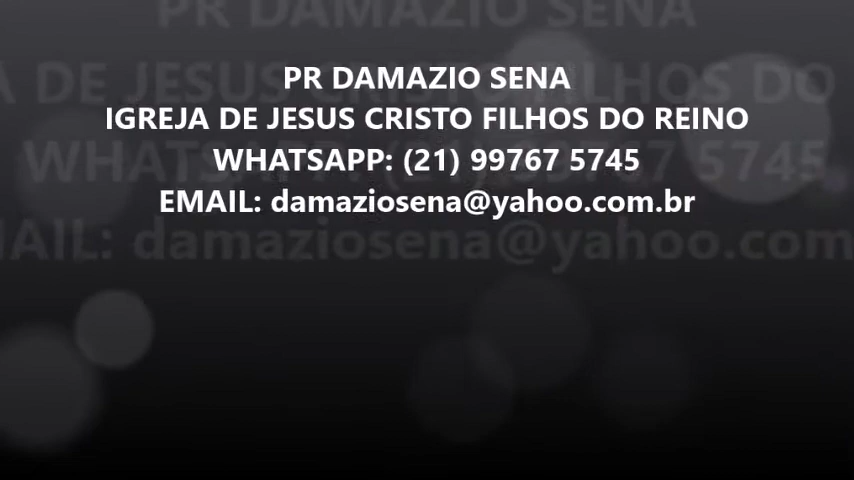 PR DAMAZIO SENA
IGREJA DE JESUS CRISTO FILHOS DO REINO
WHATSAPP: (21) 99767 5745
EMAIL: damaziosena@yahoo.com.br